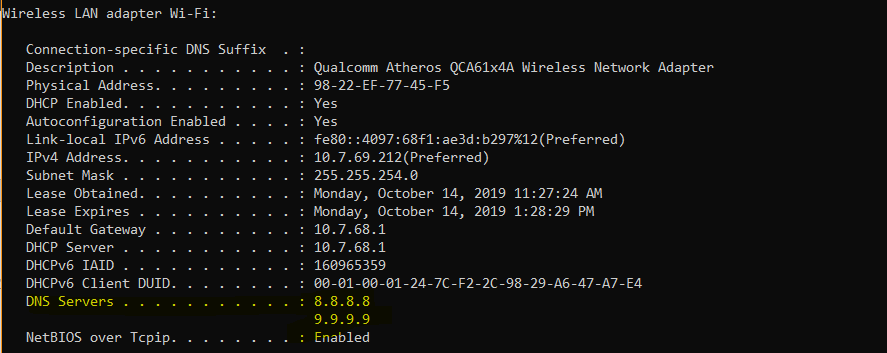 Wireless LAN adapter Wi-Fi:
Connection-specific DNS Suffix  . :
Description . . . . . . . . . . . : Qualcomm Atheros QCA61x4A Wireless Network Adapter
Physical Address. . . . . . . . . : 98-22-EF-77-45-F5
DHCP Enabled. . . . . . . . . . . : Yes
Autoconfiguration Enabled . . . . : Yes
Link-local IPv6 Address . . . . . : fe80::4097:68f1:ae3d:b297%12(Preferred)
IPv4 Address. . . . . . . . . . . : 10.7.69.212(Preferred)
Subnet Mask . . . . . . . . . . . : 255.255.254.0
Lease Obtained. . . . . . . . . . : Monday, October 14, 2019 11:27:24 AM
Lease Expires . . . . . . . . . . : Monday, October 14, 2019 1:28:29 PM
Default Gateway . . . . . . . . . : 10.7.68.1
DHCP Server . . . . . . . . . . . : 10.7.68.1
DHCPv6 IAID . . . . . . . . . . . : 160965359
DHCPv6 Client DUID. . . . . . . . : 00-01-00-01-24-7C-F2-2C-98-29-A6-47-A7-E4
DNS Servers . . . . . . . . . . . : 8.8.8.8
9.9.9.9
NetBIOS over Tcpip. . . . . . . . : Enabled